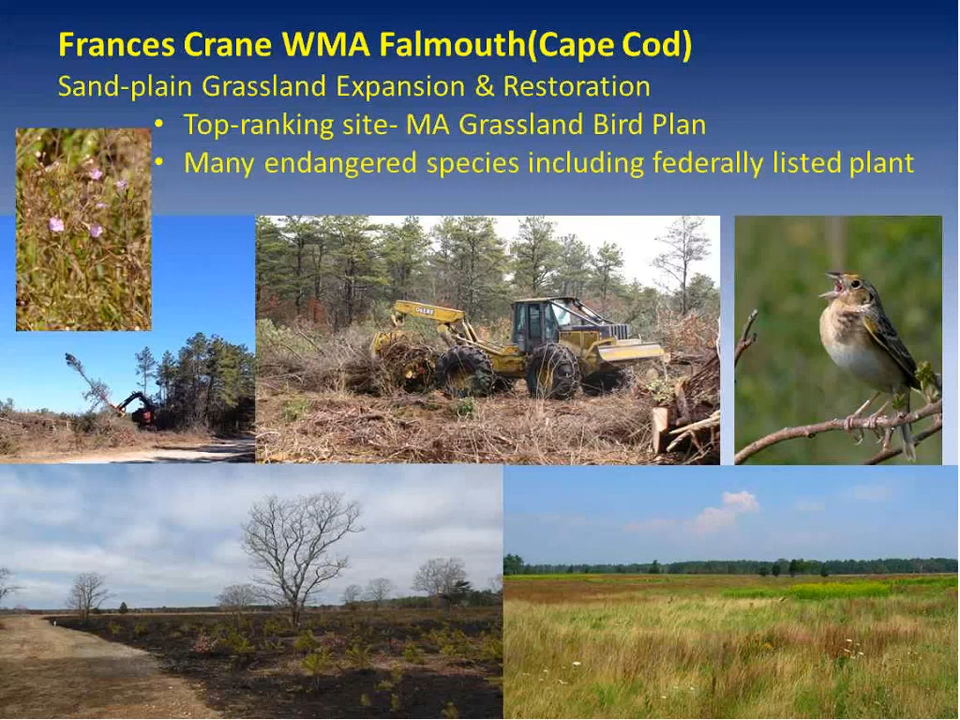 Frances Crane WMA Falmouth(Cape Cod)
Sand-plain Grassland Expansion & Restoration
• Top-ranking site- MA Grassland Bird Plan
• Many endangered species including federally listed plant
DEERE